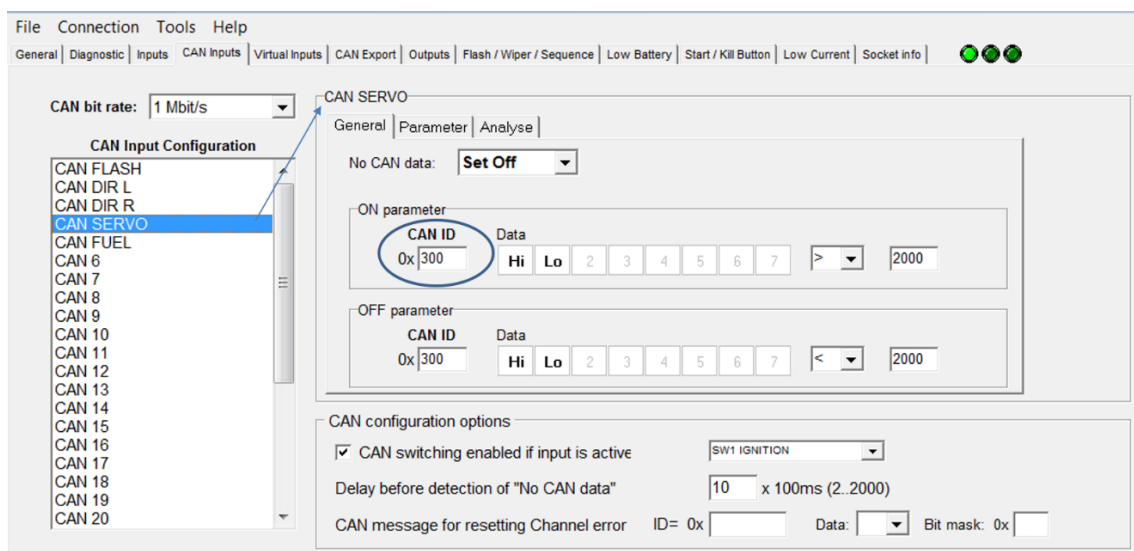 File Connection Tools Help
General Diagnostic Inputs CAN Inputs Virtual Inputs CAN Export Outputs Flash / Wiper / Sequence Low Battery Start / Kill Button Low Current Socket info
CAN bit rate: 1 Mbit/s
CAN Input Configuration
CAN FLASH
CAN DIR L
CAN DIR R
CAN SERVO
CAN FUEL
CAN 6
CAN 7
CAN 8
CAN 9
CAN 10
CAN 11
CAN 12
CAN 13
CAN 14
CAN 15
CAN 16
CAN 17
CAN 18
CAN 19
CAN 20
CAN SERVO
General Parameter Analyse
No CAN data: Set Off
ON parameter
CAN ID Data
0x 300 Hi Lo 2 3 4 5 6 7 > 2000
OFF parameter
CAN ID Data
0x 300 Hi Lo 2 3 4 5 6 7 < 2000
CAN configuration options
CAN switching enabled if input is active SW1 IGNITION
Delay before detection of "No CAN data" 10 x 100ms (2..2000)
CAN message for resetting Channel error ID= 0x Data: Bit mask: 0x